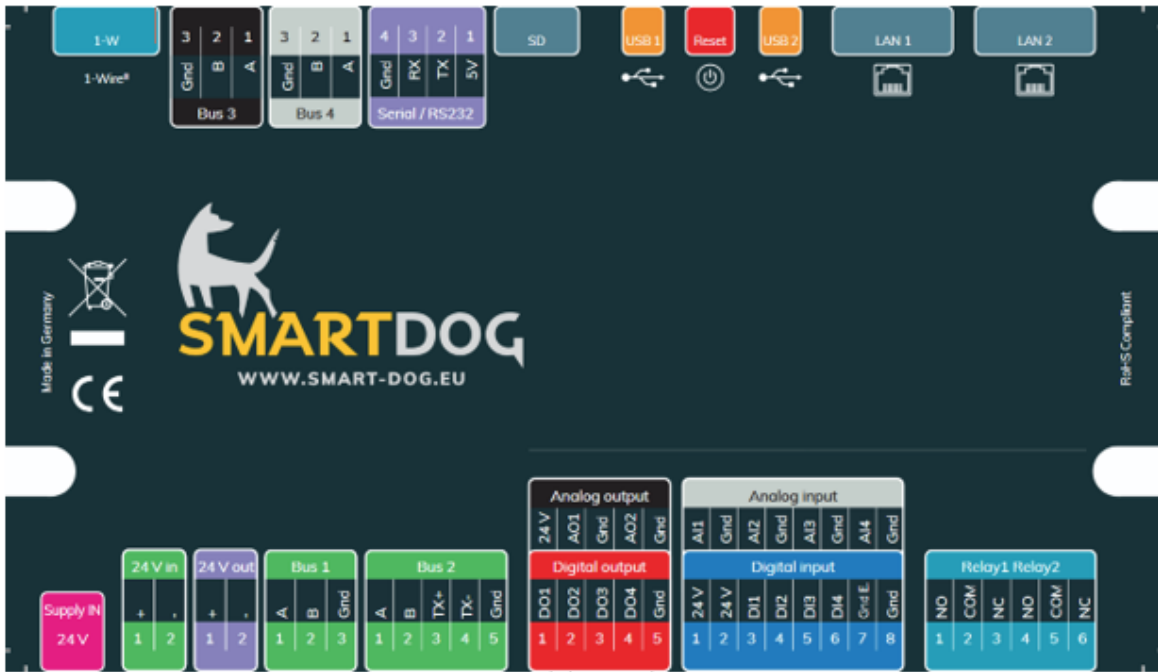 1-W
1-Wire®
3 2 1
Gnd B A
Bus 3
3 2 1
Gnd B A
Bus 4
4 3 2 1
Gnd RX TX 5V
Serial / RS232
SD
USB 1
Reset
USB 2
LAN 1
LAN 2
Made in Germany
CE
SMARTDOG
WWW.SMART-DOG.EU
RoHS Compliant
Supply IN
24 V
24 V in
+ -
1 2
24 V out
+ -
1 2
Bus 1
A B Gnd
1 2 3
Bus 2
A B TX+ TX- Gnd
1 2 3 4 5
Analog output
24 V AO1 Gnd AO2 Gnd
Digital output
DO1 DO2 DO3 DO4 Gnd
1 2 3 4 5
Analog input
AI1 Gnd AI2 Gnd AI3 Gnd AI4 Gnd
Digital input
24 V 24 V DI1 DI2 DI3 DI4 Gnd E. Gnd
1 2 3 4 5 6 7 8
Relay1 Relay2
NO COM NC NO COM NC
1 2 3 4 5 6